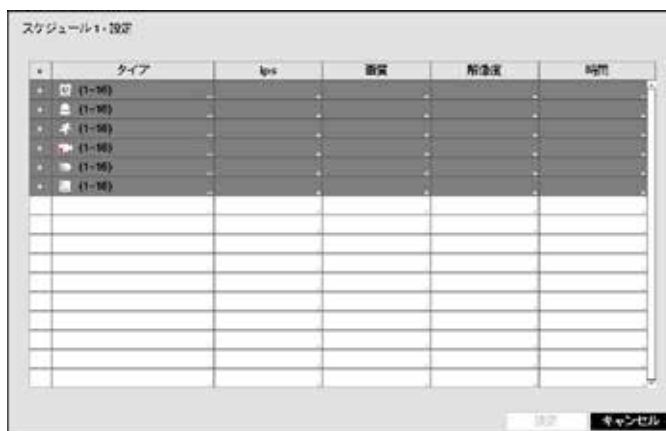 スケジュール1 - 設定
+ タイプ ips 画質 解像度 時間
+ (1~16)
+ (1~16)
+ (1~16)
+ (1~16)
+ (1~16)
+ (1~16)
設定 キャンセル